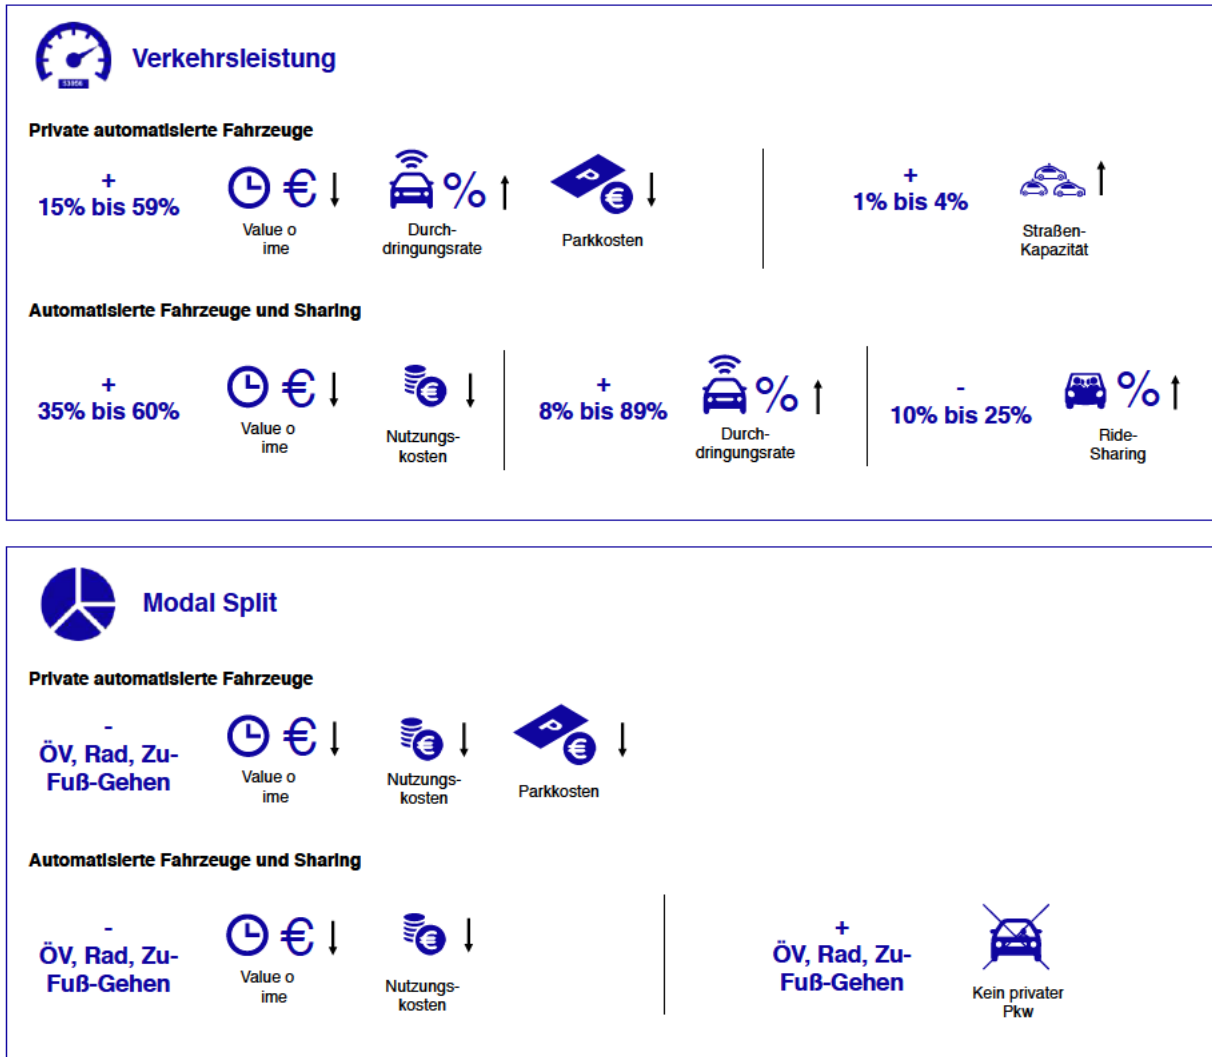 53956
Verkehrsleistung
Private automatisierte Fahrzeuge
+
15% bis 59%
€
Value o
ime
%
Durch-
dringungsrate
P
€
Parkkosten
+
1% bis 4%
Straßen-
Kapazität
Automatisierte Fahrzeuge und Sharing
+
35% bis 60%
€
Value o
ime
€
Nutzungs-
kosten
+
8% bis 89%
%
Durch-
dringungsrate
-
10% bis 25%
%
Ride-
Sharing
Modal Split
Private automatisierte Fahrzeuge
-
ÖV, Rad, Zu-
Fuß-Gehen
€
Value o
ime
€
Nutzungs-
kosten
P
€
Parkkosten
Automatisierte Fahrzeuge und Sharing
-
ÖV, Rad, Zu-
Fuß-Gehen
€
Value o
ime
€
Nutzungs-
kosten
+
ÖV, Rad, Zu-
Fuß-Gehen
Kein privater
Pkw